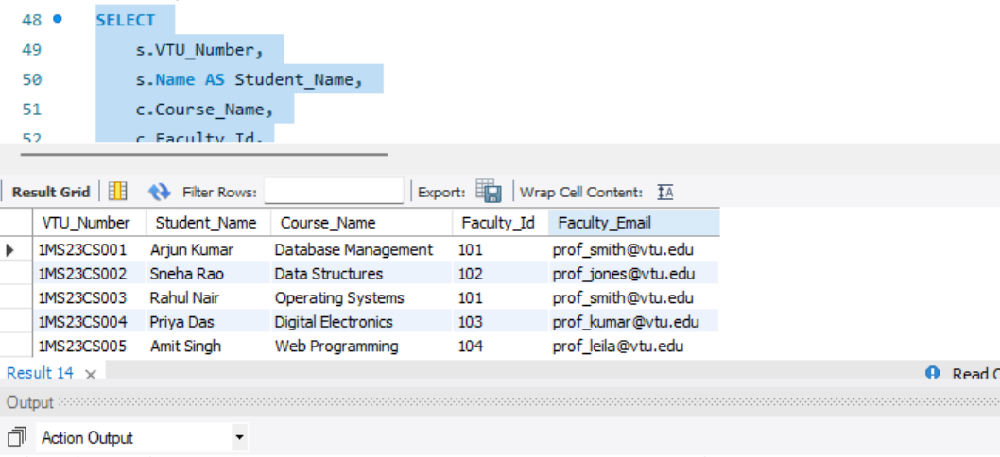 48 SELECT
49 s.VTU_Number,
50 s.Name AS Student_Name,
51 c.Course_Name,
52 c.Faculty_Id,
Result Grid Filter Rows: Export: Wrap Cell Content: IA
VTU_Number Student_Name Course_Name Faculty_Id Faculty_Email
1MS23CS001 Arjun Kumar Database Management 101 prof_smith@vtu.edu
1MS23CS002 Sneha Rao Data Structures 102 prof_jones@vtu.edu
1MS23CS003 Rahul Nair Operating Systems 101 prof_smith@vtu.edu
1MS23CS004 Priya Das Digital Electronics 103 prof_kumar@vtu.edu
1MS23CS005 Amit Singh Web Programming 104 prof_leila@vtu.edu
Result 14 Read
Output
Action Output